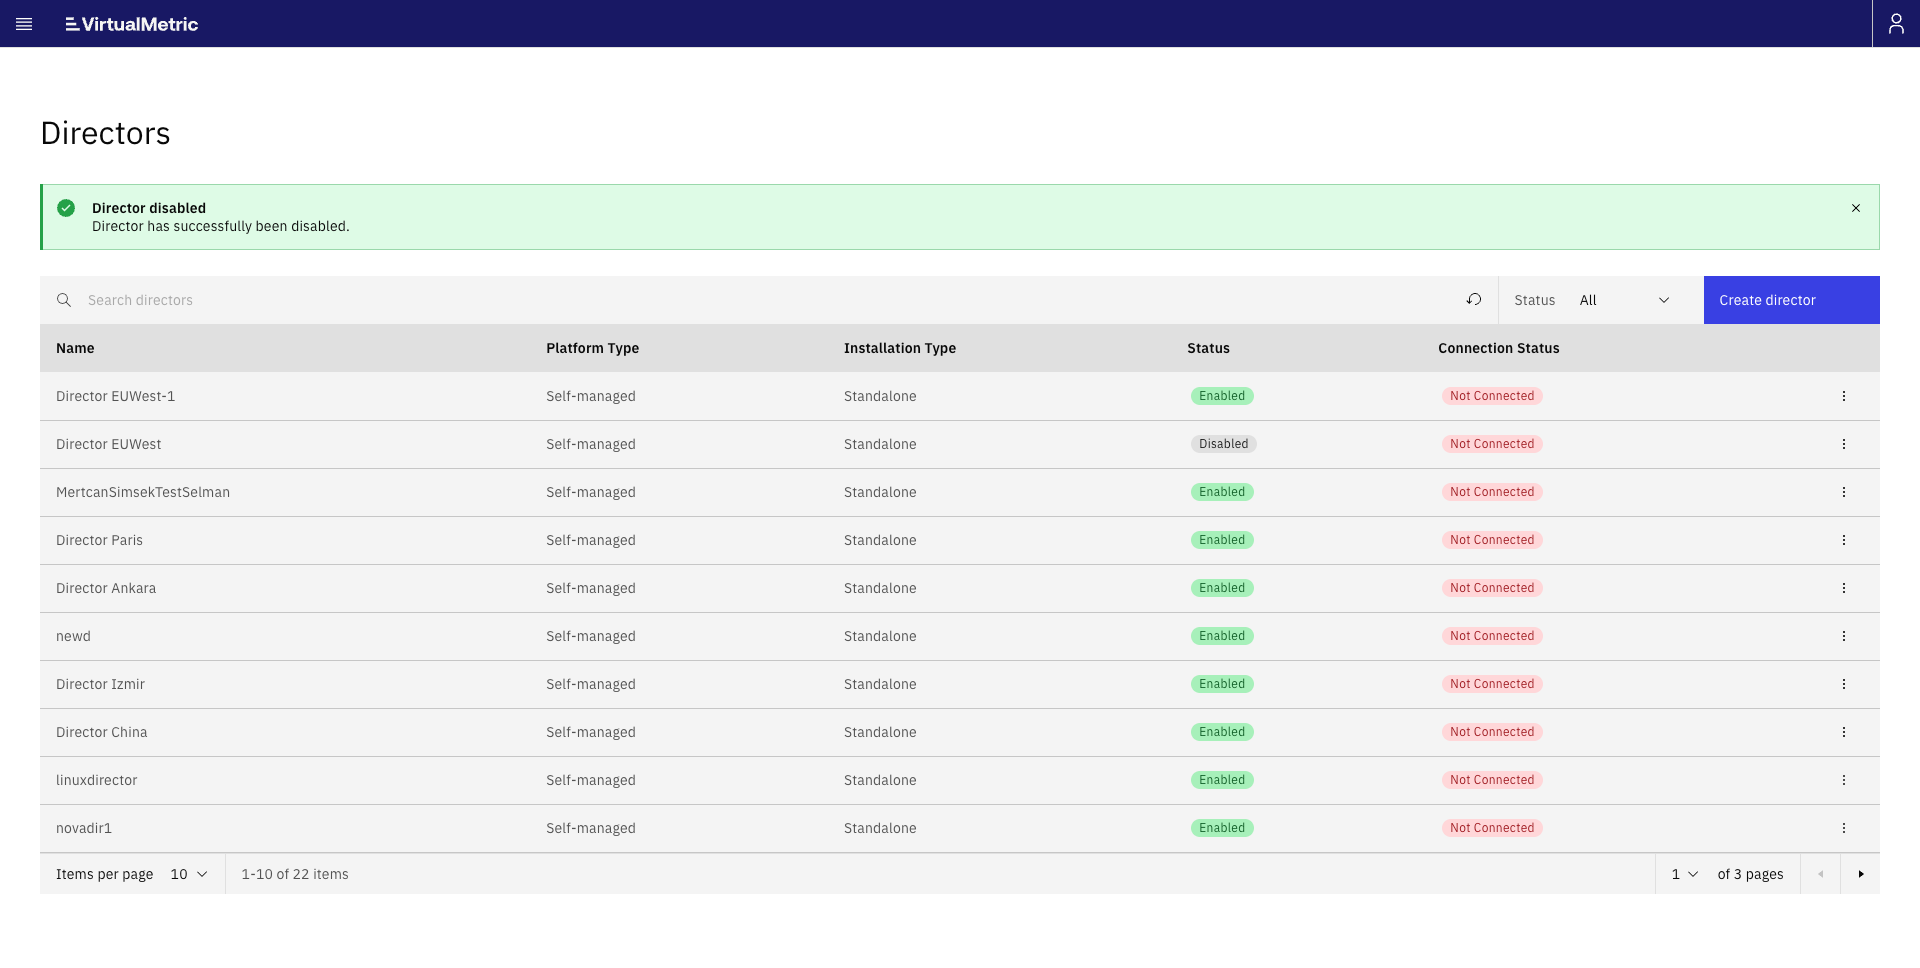 VirtualMetric
Directors
Director disabled
Director has successfully been disabled.
Search directors Status All Create director
Name Platform Type Installation Type Status Connection Status
Director EUWest-1 Self-managed Standalone Enabled Not Connected
Director EUWest Self-managed Standalone Disabled Not Connected
MertcanSimsekTestSelman Self-managed Standalone Enabled Not Connected
Director Paris Self-managed Standalone Enabled Not Connected
Director Ankara Self-managed Standalone Enabled Not Connected
newd Self-managed Standalone Enabled Not Connected
Director Izmir Self-managed Standalone Enabled Not Connected
Director China Self-managed Standalone Enabled Not Connected
linuxdirector Self-managed Standalone Enabled Not Connected
novadir1 Self-managed Standalone Enabled Not Connected
Items per page 10 1-10 of 22 items 1 of 3 pages